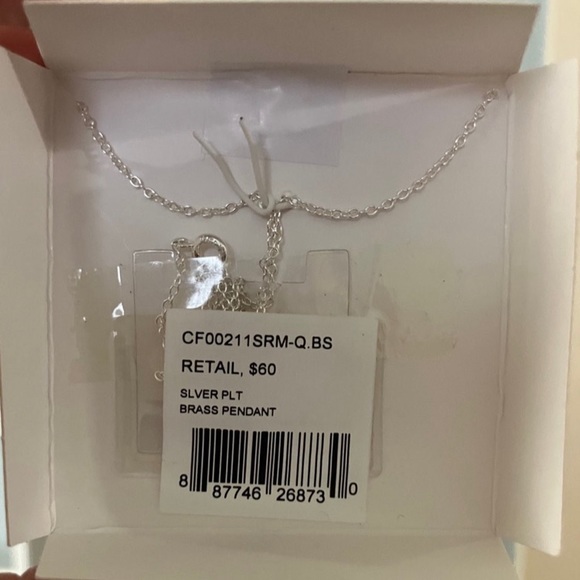 CF00211SRM-Q.BS
RETAIL, $60
SLVER PLT
BRASS PENDANT
8 87746 26873 0